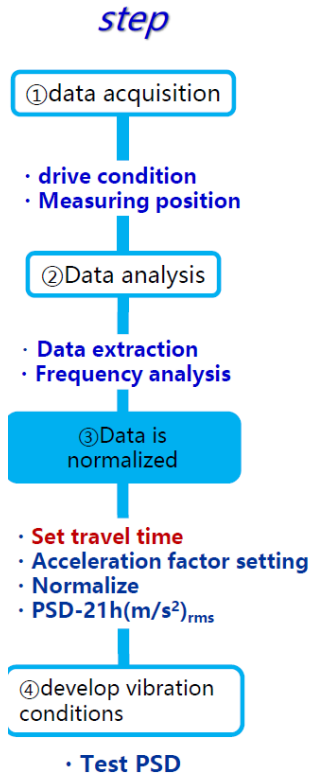 step
①data acquisition
· drive condition
· Measuring position
②Data analysis
· Data extraction
· Frequency analysis
③Data is
normalized
· Set travel time
· Acceleration factor setting
· Normalize
· PSD-21h(m/s²)rms
④develop vibration
conditions
· Test PSD